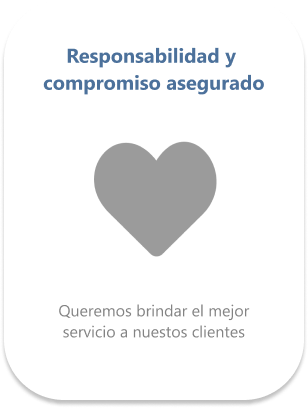 Responsabilidad y
compromiso asegurado
Queremos brindar el mejor
servicio a nuestos clientes